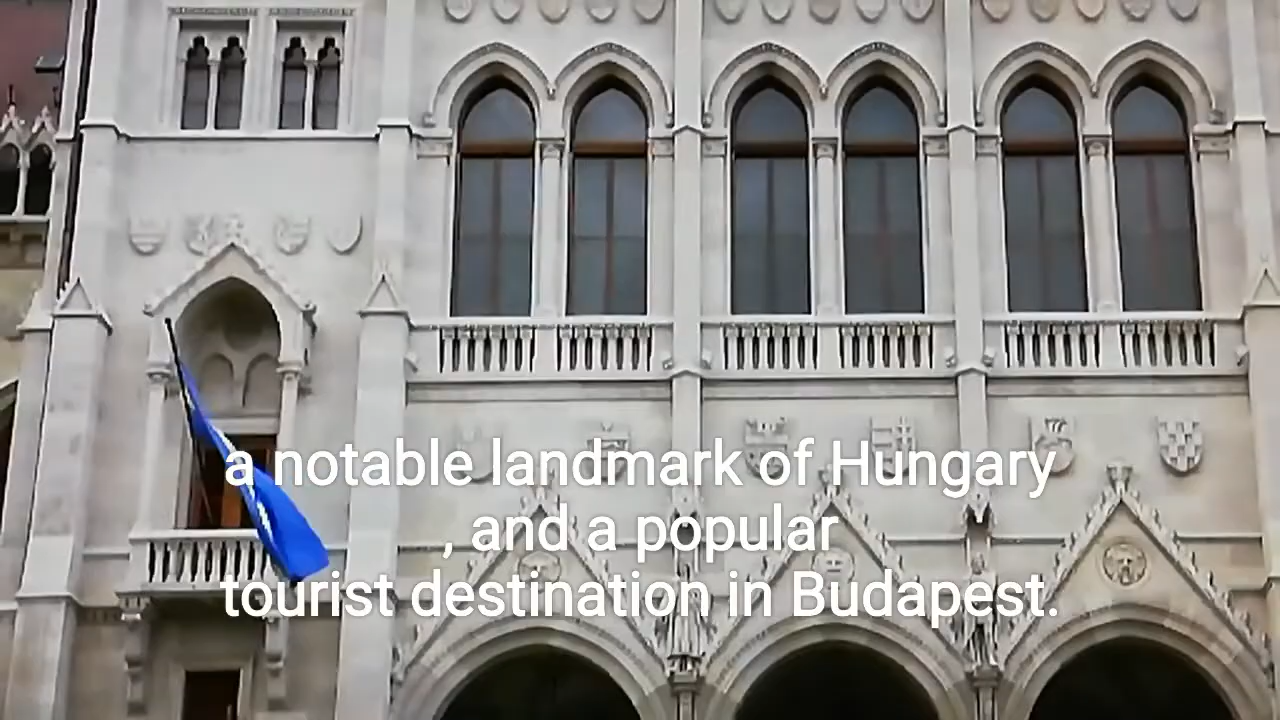 a notable landmark of Hungary
, and a popular
tourist destination in Budapest.